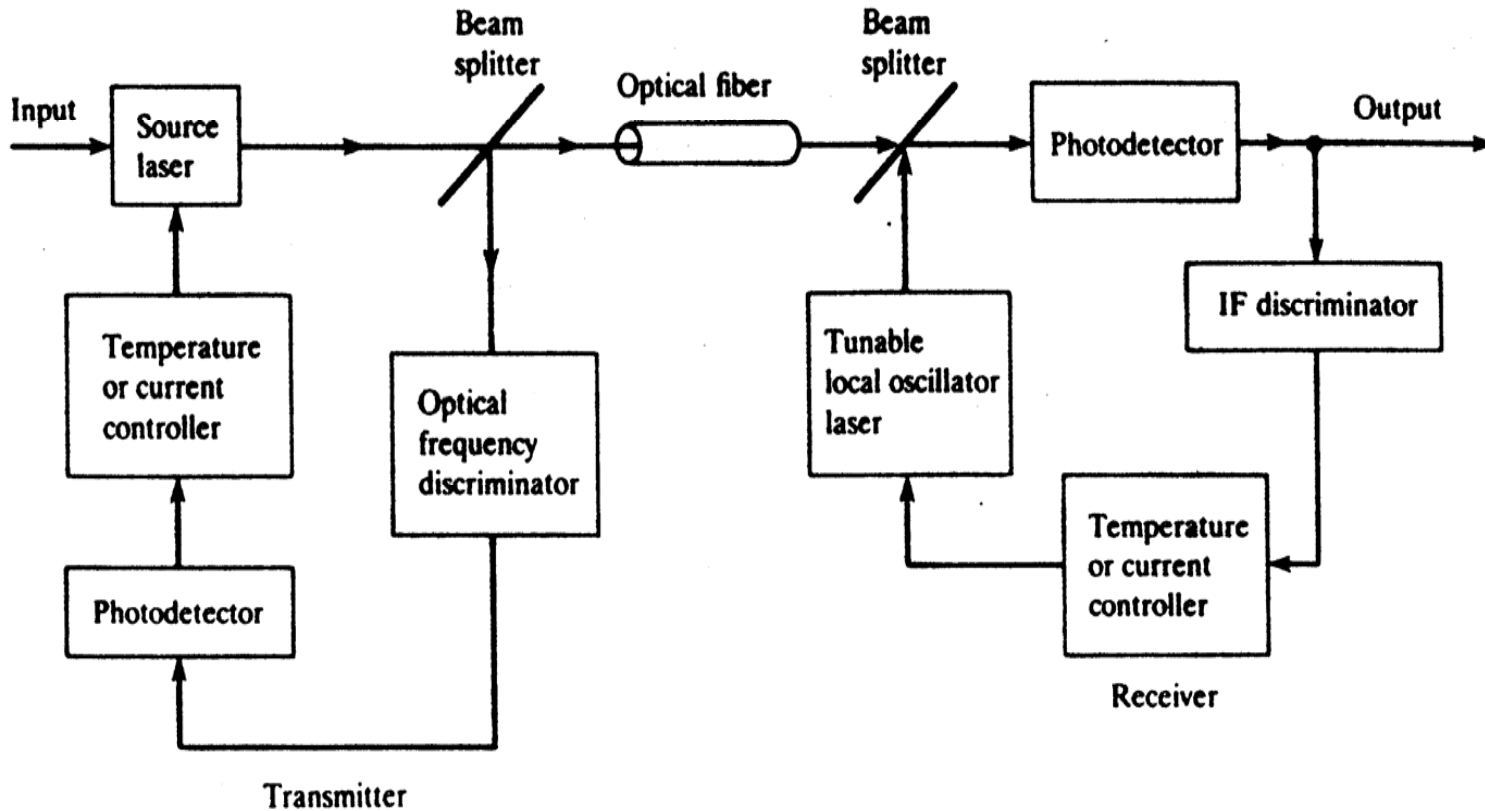 Beam
splitter
Beam
splitter
Optical fiber
Input
Source
laser
Photodetector
Output
IF discriminator
Temperature
or current
controller
Optical
frequency
discriminator
Tunable
local oscillator
laser
Temperature
or current
controller
Photodetector
Receiver
Transmitter